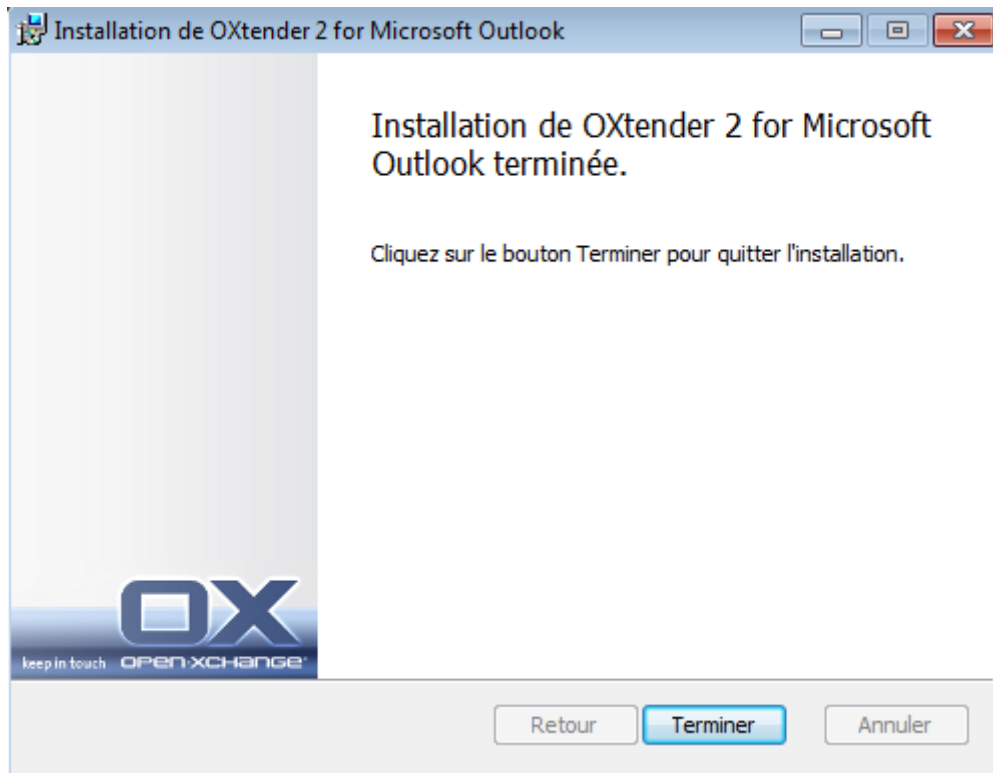 Installation de OXtender 2 for Microsoft Outlook
Installation de OXtender 2 for Microsoft
Outlook terminée.
Cliquez sur le bouton Terminer pour quitter l'installation.
OX
keep in touch OPEN-XCHANGE
Retour Terminer Annuler